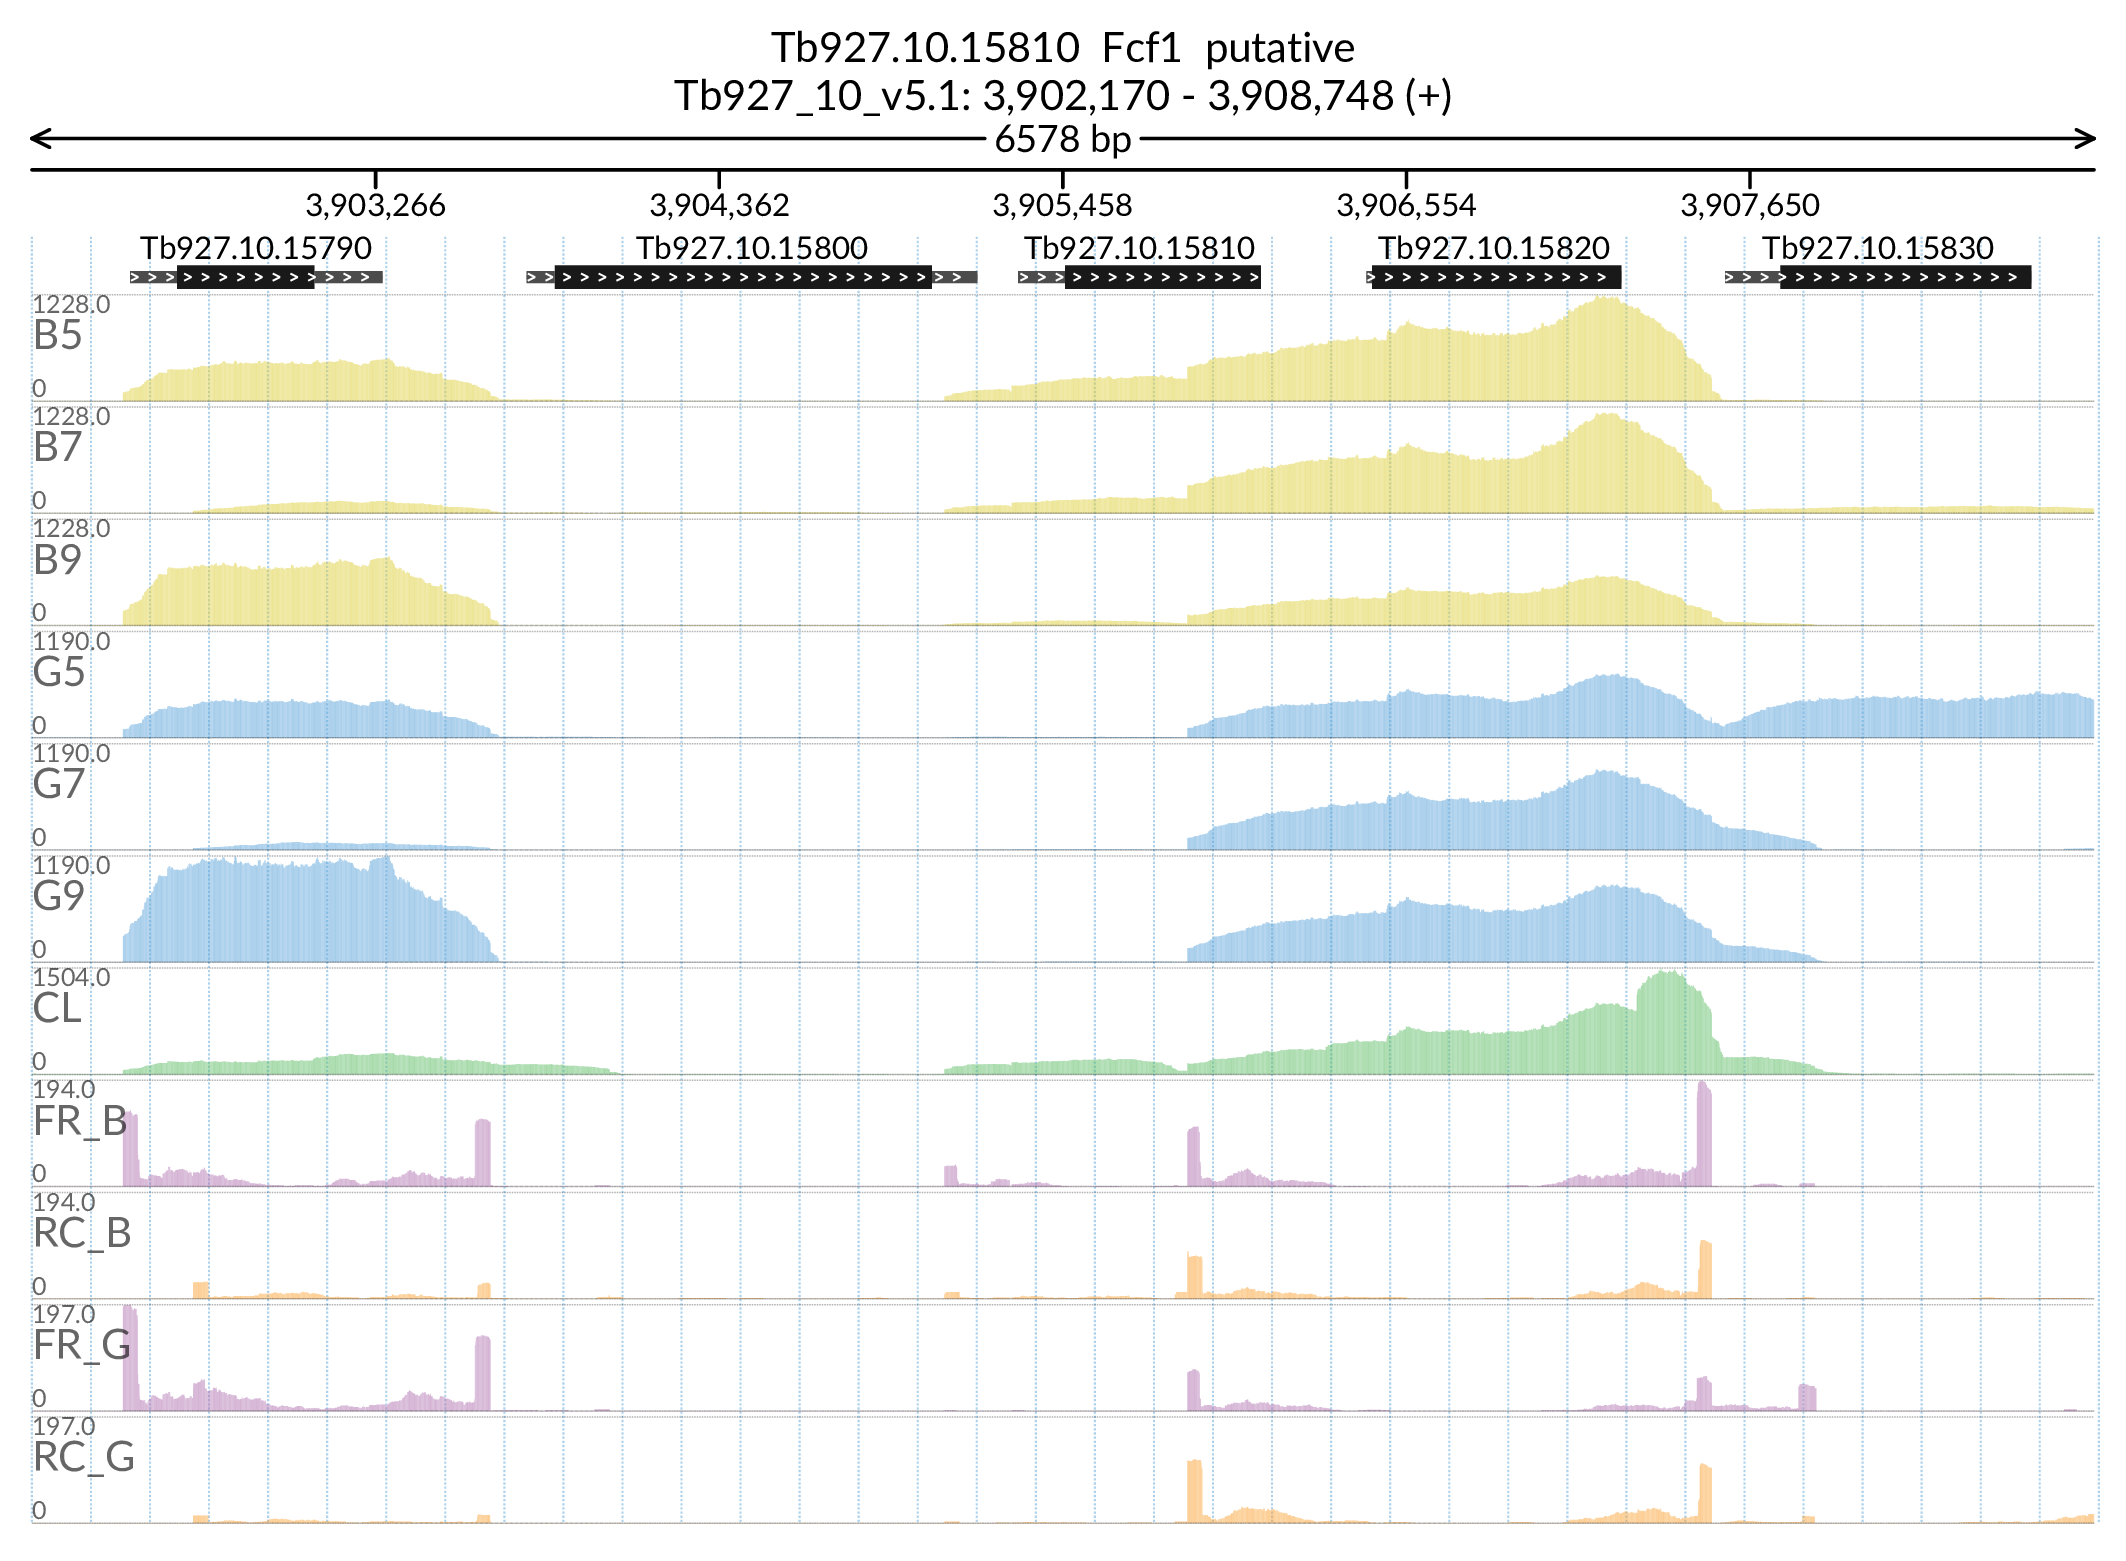 Tb927.10.15810 Fcf1 putative
Tb927_10_v5.1: 3,902,170 - 3,908,748 (+)
6578 bp
3,903,266 3,904,362 3,905,458 3,906,554 3,907,650
Tb927.10.15790 Tb927.10.15800 Tb927.10.15810 Tb927.10.15820 Tb927.10.15830
1228.0
B5
0
1228.0
B7
0
1228.0
B9
0
1190.0
G5
0
1190.0
G7
0
1190.0
G9
0
1504.0
CL
0
194.0
FR_B
0
194.0
RC_B
0
197.0
FR_G
0
197.0
RC_G
0